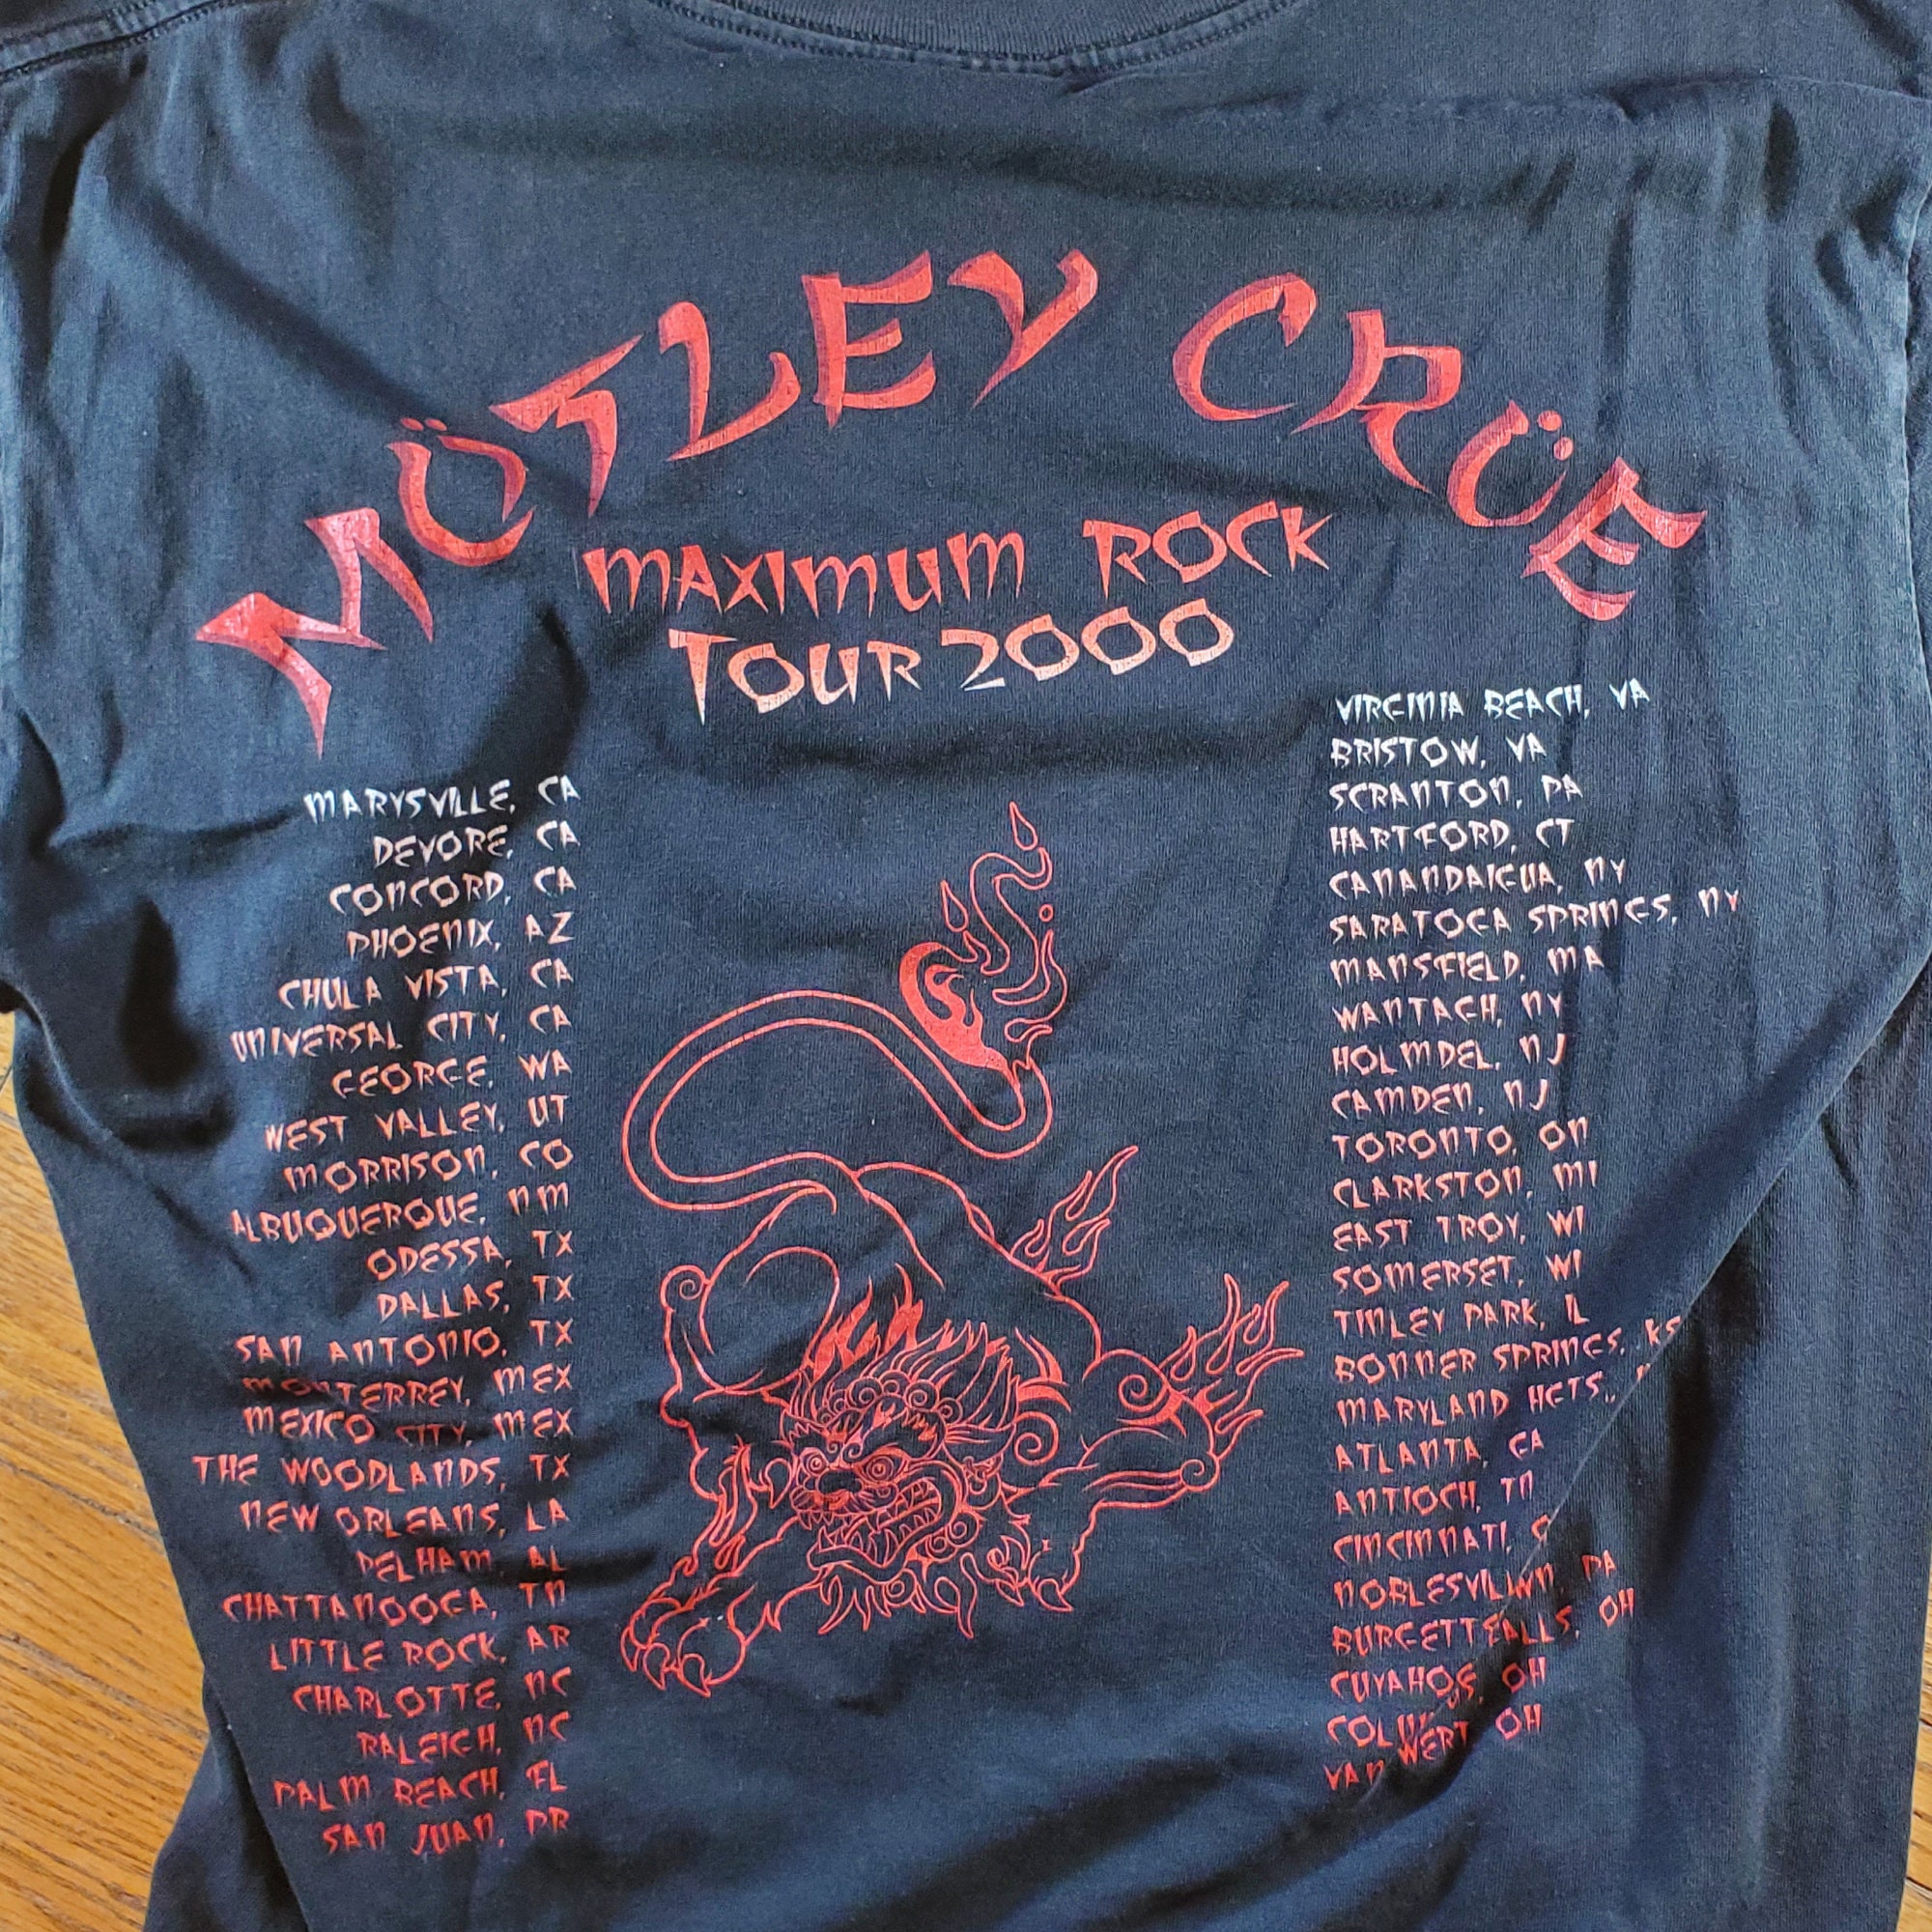 MÖTLEY CRÜE
MAXIMUM ROCK
TOUR 2000
MARYSVILLE, CA
DEVORE, CA
CONCORD, CA
PHOENIX, AZ
CHULA VISTA, CA
UNIVERSAL CITY, CA
GEORGE, WA
WEST VALLEY, UT
MORRISON, CO
ALBUQUERQUE, NM
ODESSA, TX
DALLAS, TX
SAN ANTONIO, TX
MONTERREY, MEX
MEXICO CITY, MEX
THE WOODLANDS, TX
NEW ORLEANS, LA
PELHAM, AL
CHATTANOOGA, TN
LITTLE ROCK, AR
CHARLOTTE, NC
RALEIGH, NC
PALM BEACH, FL
SAN JUAN, PR
VIRGINIA BEACH, VA
BRISTOW, VA
SCRANTON, PA
HARTFORD, CT
CANANDAIGUA, NY
SARATOGA SPRINGS, NY
MANSFIELD, MA
WANTAGH, NY
HOLMDEL, NJ
CAMDEN, NJ
TORONTO, ON
CLARKSTON, MI
EAST TROY, WI
SOMERSET, WI
TINLEY PARK, IL
BONNER SPRINGS, KS
MARYLAND HGTS.,
ATLANTA, GA
ANTIOCH, TN
CINCINNATI,
PA
OH
OH
OH
VAN WERT